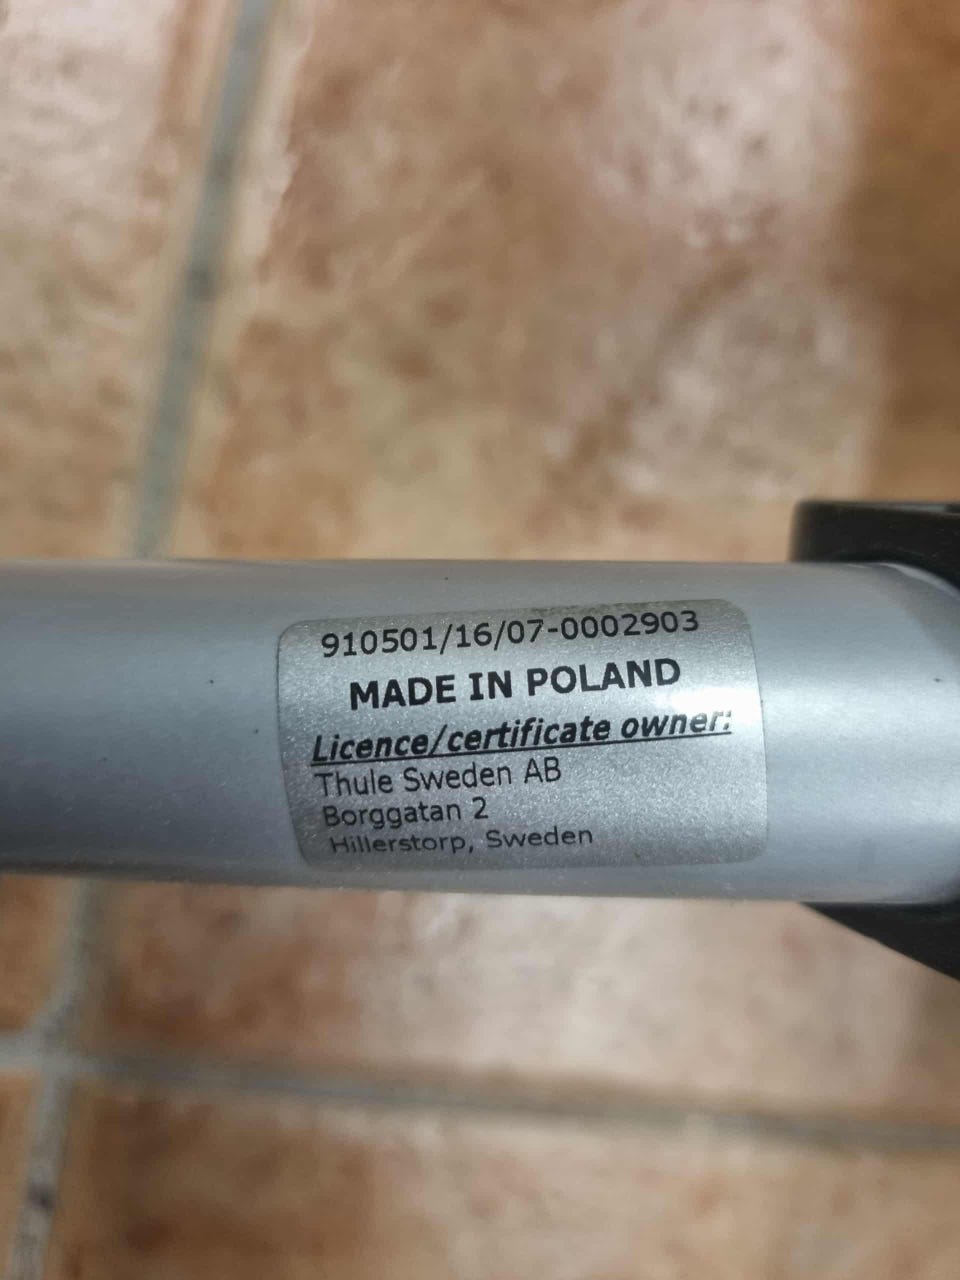 910501/16/07-0002903
MADE IN POLAND
Licence/certificate owner:
Thule Sweden AB
Borggatan 2
Hillerstorp, Sweden